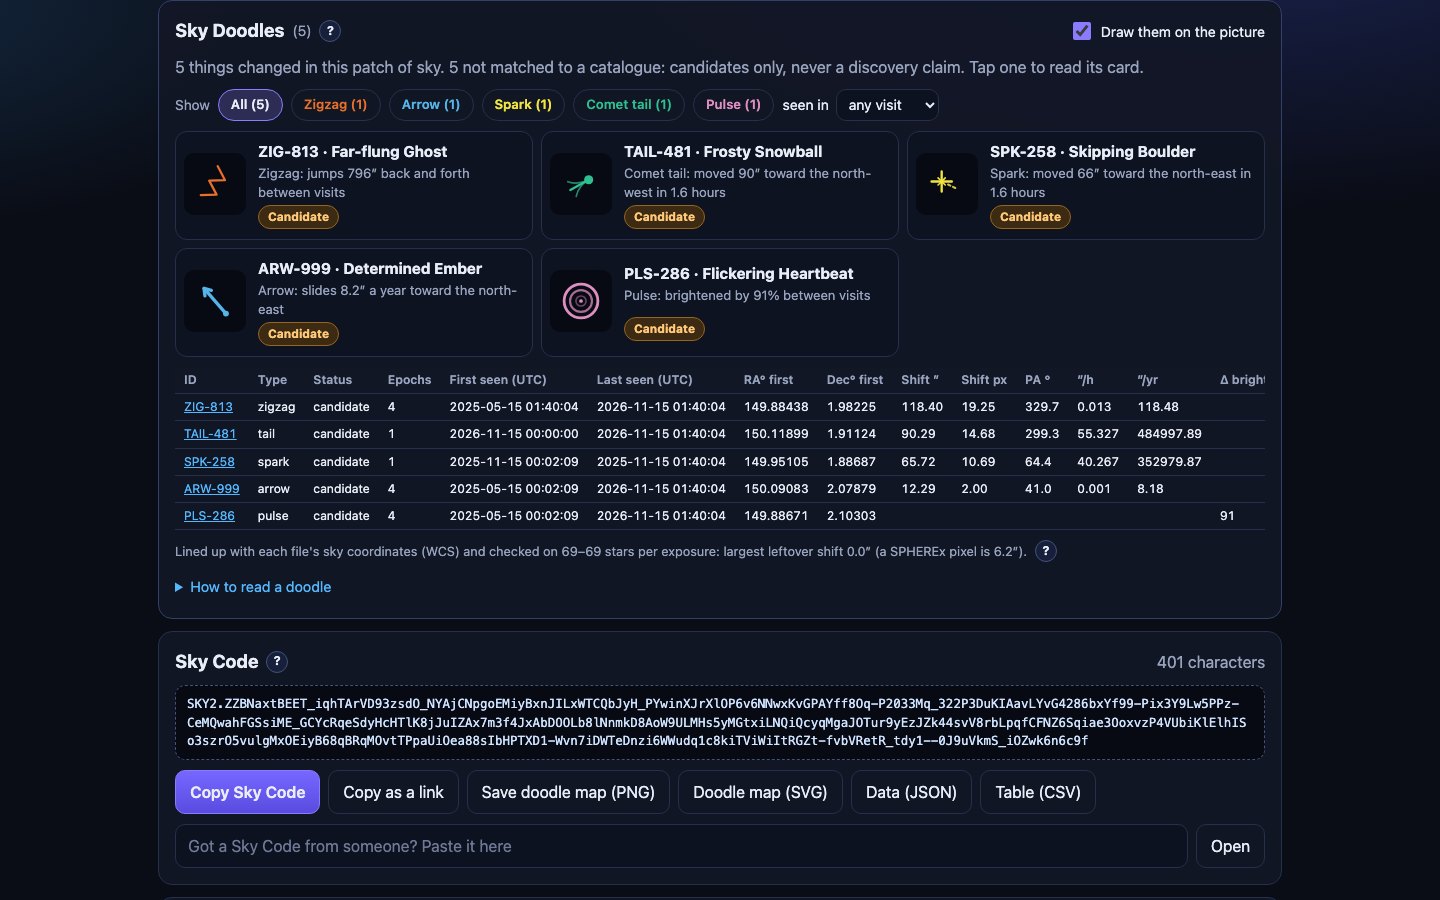 Sky Doodles (5) ?
Draw them on the picture
5 things changed in this patch of sky. 5 not matched to a catalogue: candidates only, never a discovery claim. Tap one to read its card.
Show All (5) Zigzag (1) Arrow (1) Spark (1) Comet tail (1) Pulse (1) seen in any visit
ZIG-813 · Far-flung Ghost
Zigzag: jumps 796″ back and forth
between visits
Candidate
TAIL-481 · Frosty Snowball
Comet tail: moved 90″ toward the north-
west in 1.6 hours
Candidate
SPK-258 · Skipping Boulder
Spark: moved 66″ toward the north-east in
1.6 hours
Candidate
ARW-999 · Determined Ember
Arrow: slides 8.2″ a year toward the north-
east
Candidate
PLS-286 · Flickering Heartbeat
Pulse: brightened by 91% between visits
Candidate
ID Type Status Epochs First seen (UTC) Last seen (UTC) RA° first Dec° first Shift ″ Shift px PA ° ″/h ″/yr Δ bright
ZIG-813 zigzag candidate 4 2025-05-15 01:40:04 2026-11-15 01:40:04 149.88438 1.98225 118.40 19.25 329.7 0.013 118.48
TAIL-481 tail candidate 1 2026-11-15 00:00:00 2026-11-15 01:40:04 150.11899 1.91124 90.29 14.68 299.3 55.327 484997.89
SPK-258 spark candidate 1 2025-11-15 00:02:09 2025-11-15 01:40:04 149.95105 1.88687 65.72 10.69 64.4 40.267 352979.87
ARW-999 arrow candidate 4 2025-05-15 00:02:09 2026-11-15 01:40:04 150.09083 2.07879 12.29 2.00 41.0 0.001 8.18
PLS-286 pulse candidate 4 2025-05-15 00:02:09 2026-11-15 01:40:04 149.88671 2.10303 91
Lined up with each file's sky coordinates (WCS) and checked on 69–69 stars per exposure: largest leftover shift 0.0″ (a SPHEREx pixel is 6.2″). ?
How to read a doodle
Sky Code ?
401 characters
SKY2.ZZBNaxtBEET_iqhTArVD93zsdO_NYAjCNpgoEMiyBxnJILxWTCQbJyH_PYwinXJrXlOP6v6NNwxKvGPAYff8Oq-P2033Mq_322P3DuKIAavLYvG4286bxYf99-Pix3Y9Lw5PPz-
CeMQwahFGSsiME_GCYcRqeSdyHcHTlK8jJuIZAx7m3f4JxAbDOOLb8lNnmkD8AoW9ULMHs5yMGtxiLNQiQcyqMgaJOTur9yEzJZk44svV8rbLpqfCFNZ6Sqiae3OoxvzP4VUbiKlElhIS
o3szrO5vulgMxOEiyB68qBRqMOvtTPpaUiOea88sIbHPTXD1-Wvn7iDWTeDnzi6WWudq1c8kiTViWiItRGZt-fvbVRetR_tdy1--0J9uVkmS_iOZwk6n6c9f
Copy Sky Code Copy as a link Save doodle map (PNG) Doodle map (SVG) Data (JSON) Table (CSV)
Got a Sky Code from someone? Paste it here Open